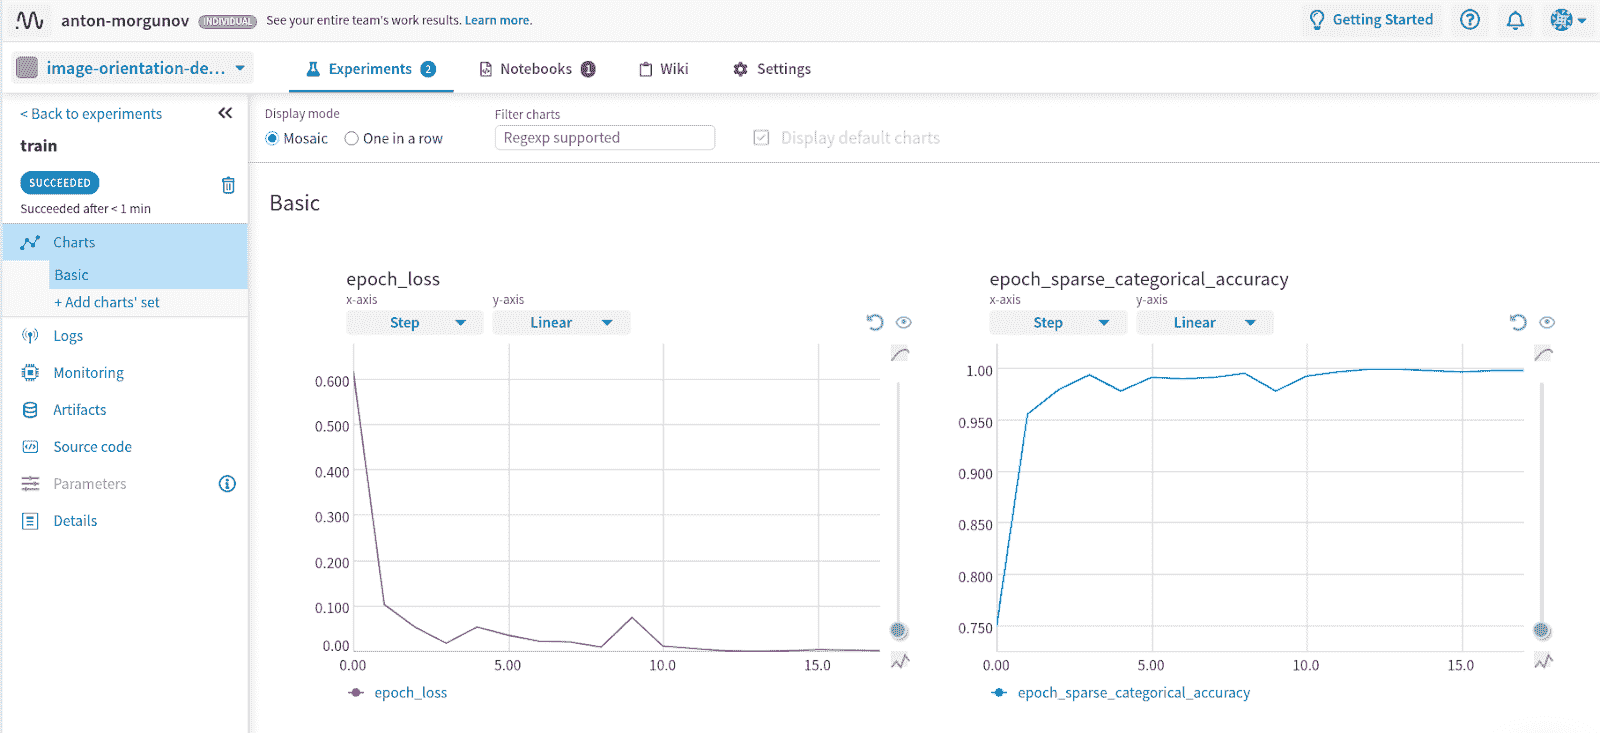 anton-morgunov INDIVIDUAL See your entire team's work results. Learn more. Getting Started
image-orientation-de... Experiments 2 Notebooks 1 Wiki Settings
< Back to experiments
train
SUCCEEDED
Succeeded after < 1 min
Charts
Basic
+ Add charts' set
Logs
Monitoring
Artifacts
Source code
Parameters
Details
Display mode
Mosaic One in a row
Filter charts
Regexp supported
Display default charts
Basic
epoch_loss
x-axis y-axis
Step Linear
0.600
0.500
0.400
0.300
0.200
0.100
0.00
0.00 5.00 10.0 15.0
epoch_loss
epoch_sparse_categorical_accuracy
x-axis y-axis
Step Linear
1.00
0.950
0.900
0.850
0.800
0.750
0.00 5.00 10.0 15.0
epoch_sparse_categorical_accuracy